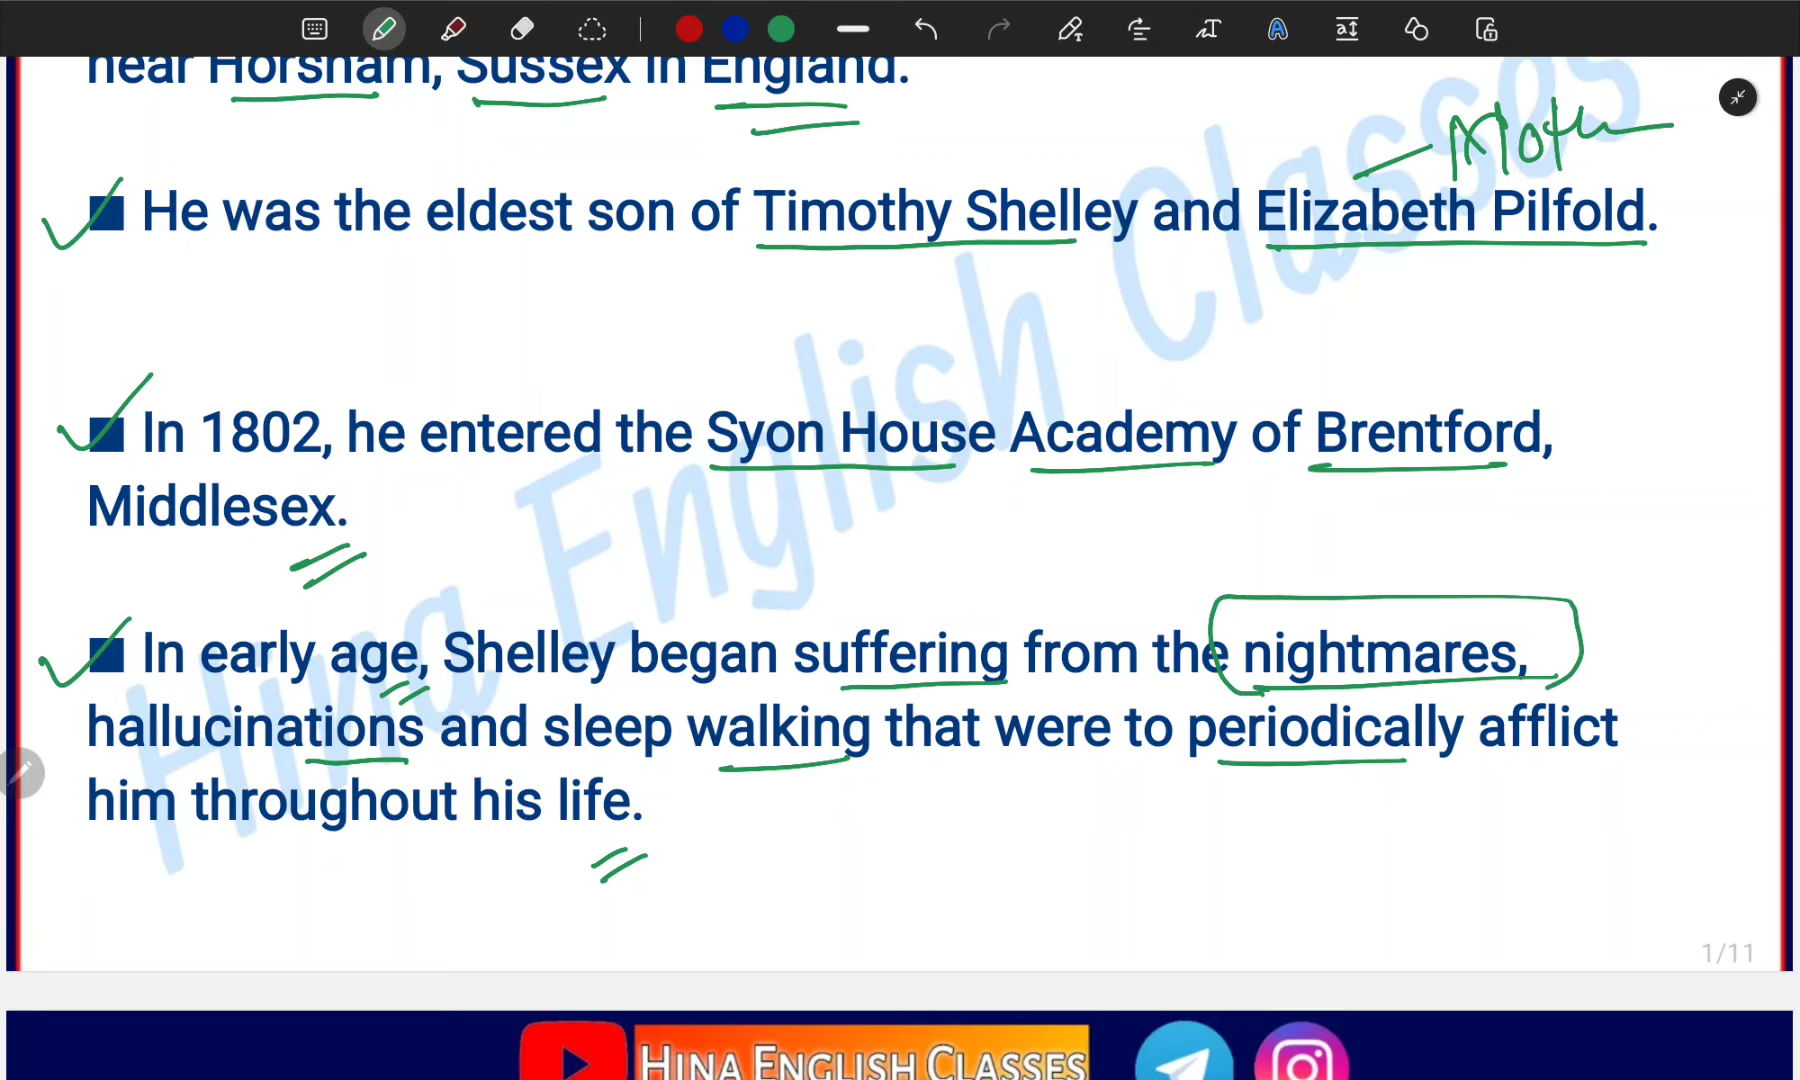 near Horsham, Sussex in England.
Moth
■ He was the eldest son of Timothy Shelley and Elizabeth Pilfold.
■ In 1802, he entered the Syon House Academy of Brentford,
Middlesex.
■ In early age, Shelley began suffering from the nightmares,
hallucinations and sleep walking that were to periodically afflict
him throughout his life.
Hina English Classes
1/11
HINA ENGLISH CLASSES